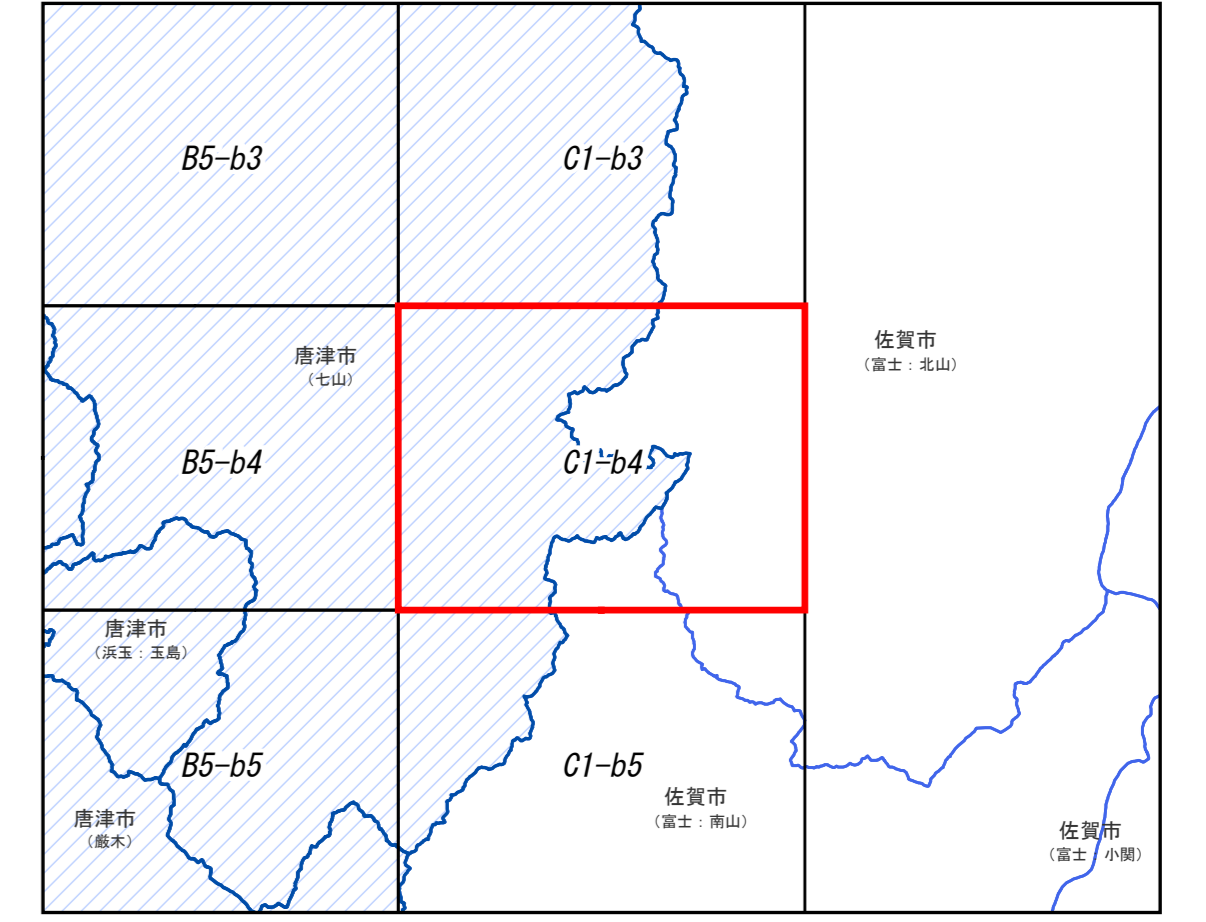 B5-b3
C1-b3
佐賀市
（富士：北山）
唐津市
（七山）
B5-b4
C1-b4
唐津市
（浜玉：玉島）
B5-b5
C1-b5
佐賀市
（富士：南山）
唐津市
（厳木）
佐賀市
（富士：小関）